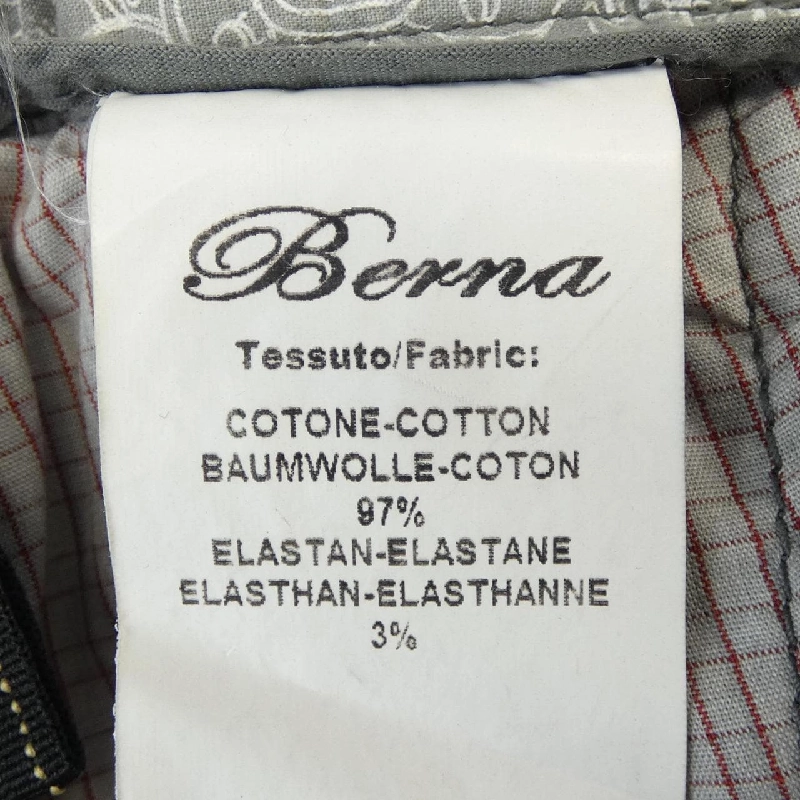 Berna
Tessuto/Fabric:
COTONE-COTTON
BAUMWOLLE-COTON
97%
ELASTAN-ELASTANE
ELASTHAN-ELASTHANNE
3%